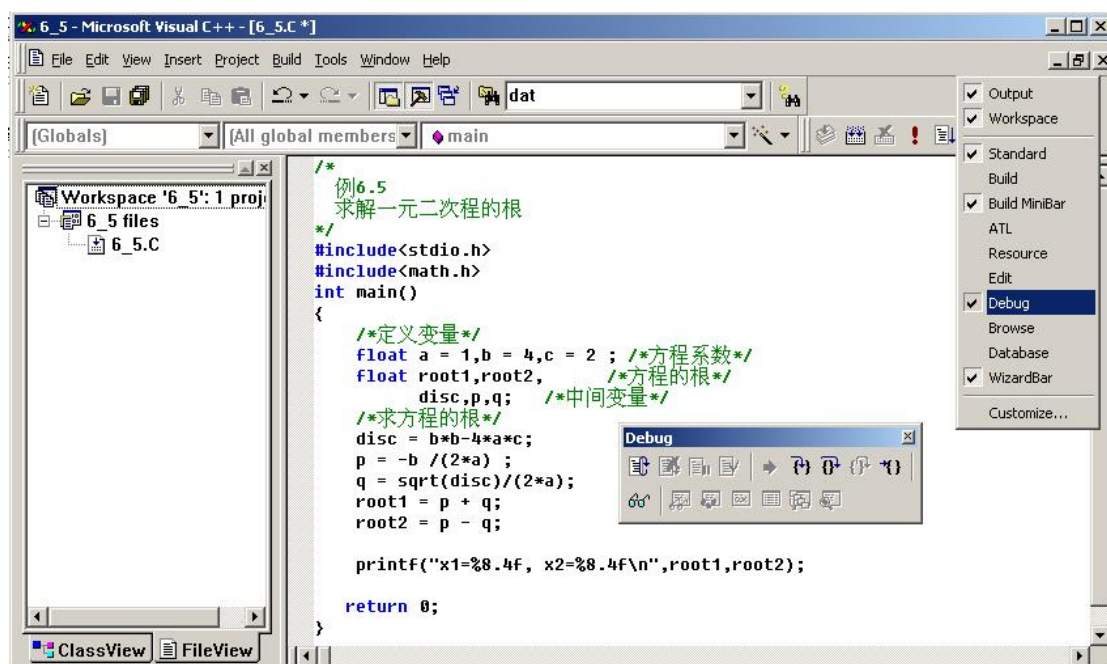 6_5 - Microsoft Visual C++ - [6_5.C *]
File Edit View Insert Project Build Tools Window Help
dat
(Globals) (All global members main
Workspace '6_5': 1 proj
6_5 files
6_5.C
ClassView FileView
/*
例6.5
求解一元二次程的根
*/
#include<stdio.h>
#include<math.h>
int main()
{
/*定义变量*/
float a = 1,b = 4,c = 2 ; /*方程系数*/
float root1,root2, /*方程的根*/
disc,p,q; /*中间变量*/
/*求方程的根*/
disc = b*b-4*a*c;
p = -b /(2*a) ;
q = sqrt(disc)/(2*a);
root1 = p + q;
root2 = p - q;
printf("x1=%8.4f, x2=%8.4f\n",root1,root2);
return 0;
}
Debug
Output
Workspace
Standard
Build
Build MiniBar
ATL
Resource
Edit
Debug
Browse
Database
WizardBar
Customize...